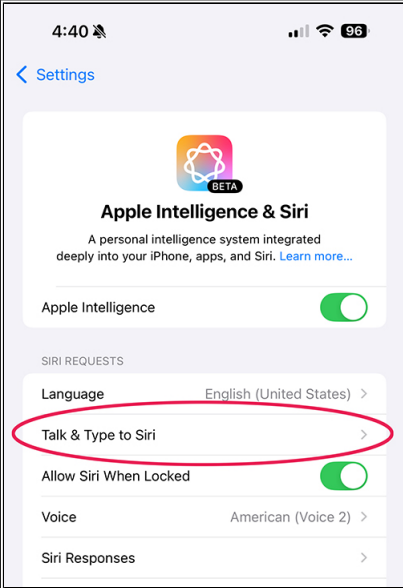 4:40
96
Settings
BETA
Apple Intelligence & Siri
A personal intelligence system integrated
deeply into your iPhone, apps, and Siri. Learn more...
Apple Intelligence
SIRI REQUESTS
Language English (United States)
Talk & Type to Siri
Allow Siri When Locked
Voice American (Voice 2)
Siri Responses